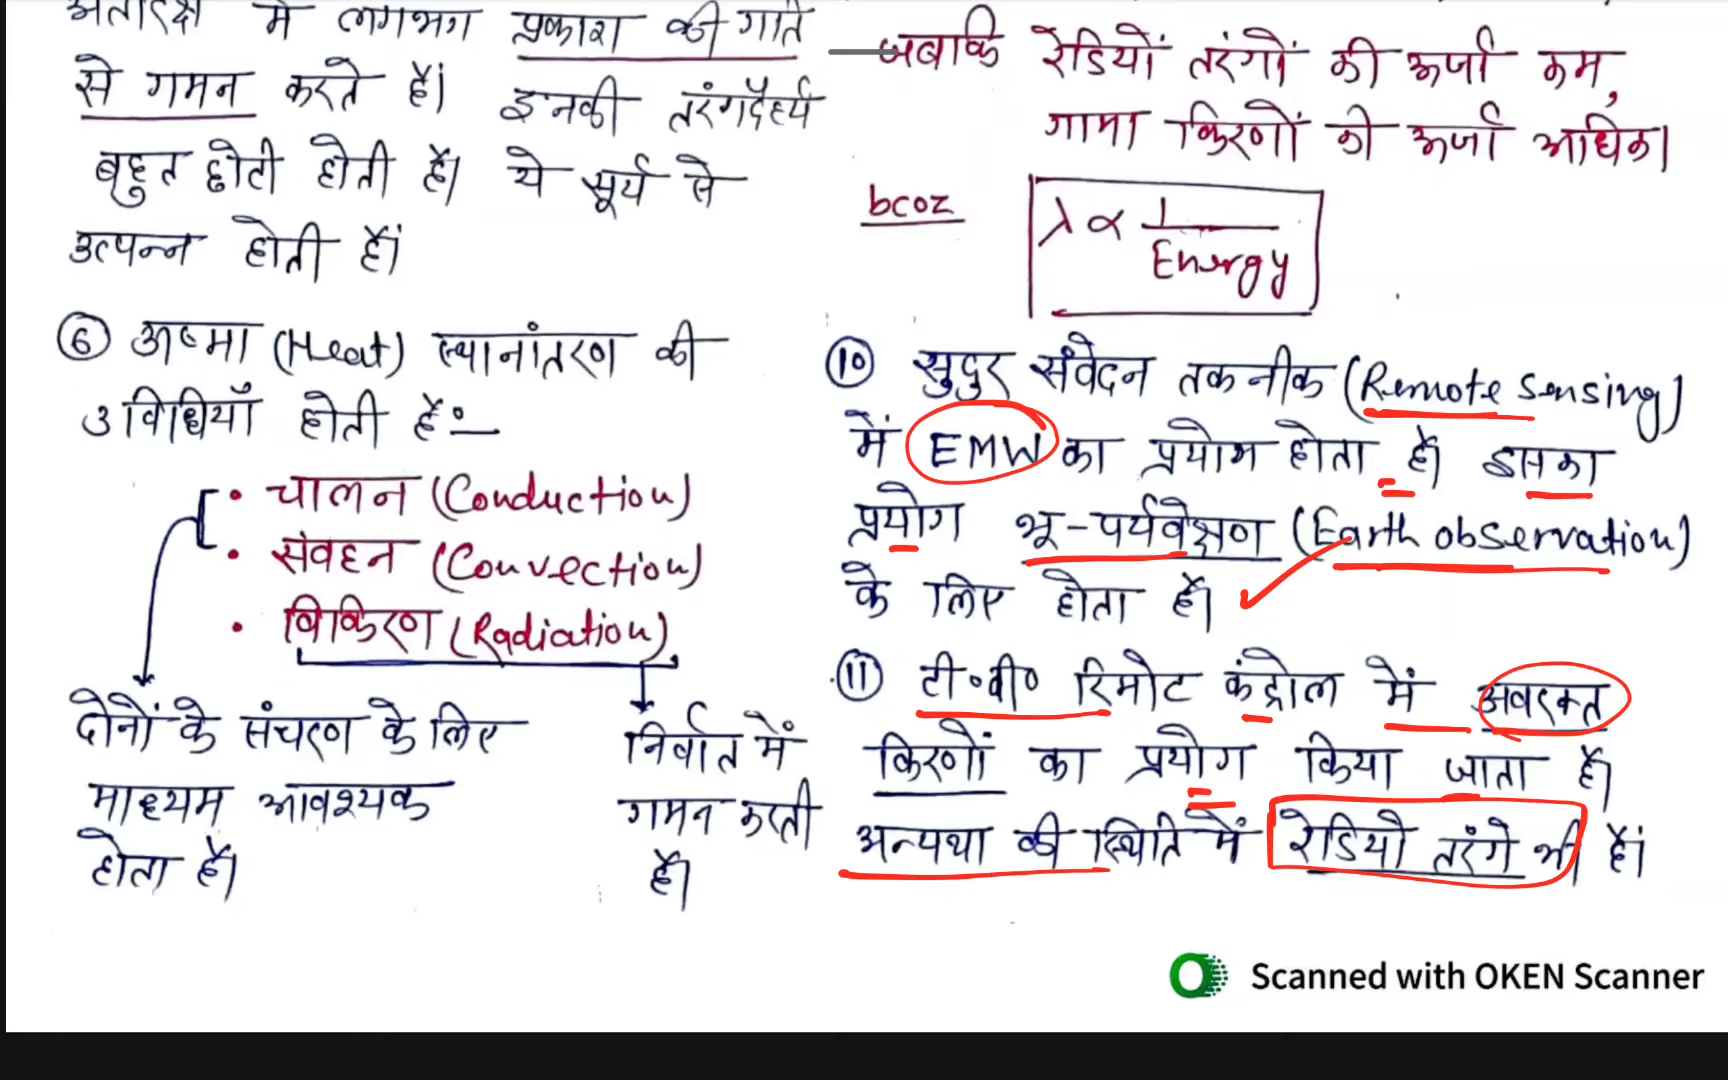 अंतरिक्ष में लगभग प्रकाश की गति
से गमन करते हैं। इनकी तरंगदैर्ध्य
बहुत छोटी होती है। ये सूर्य से
उत्पन्न होती हैं।
⑥ ऊष्मा (Heat) स्थानांतरण की
3 विधियाँ होती हैं:-
• चालन (Conduction)
• संवहन (Convection)
• विकिरण (Radiation)
दोनों के संचरण के लिए
माध्यम आवश्यक
होता है।
निर्वात में
गमन करती
है।
जबकि रेडियों तरंगों की ऊर्जा कम,
गामा किरणों की ऊर्जा अधिक।
bcoz
λ ∝ 1/Energy
⑩ सुदुर संवेदन तकनीक (Remote Sensing)
में EMW का प्रयोग होता है। इसका
प्रयोग भू-पर्यवेक्षण (Earth observation)
के लिए होता है।
⑪ टी०वी० रिमोट कंट्रोल में अवरक्त
किरणों का प्रयोग किया जाता है।
अन्यथा की स्थिति में रेडियो तरंगे भी हैं।
Scanned with OKEN Scanner